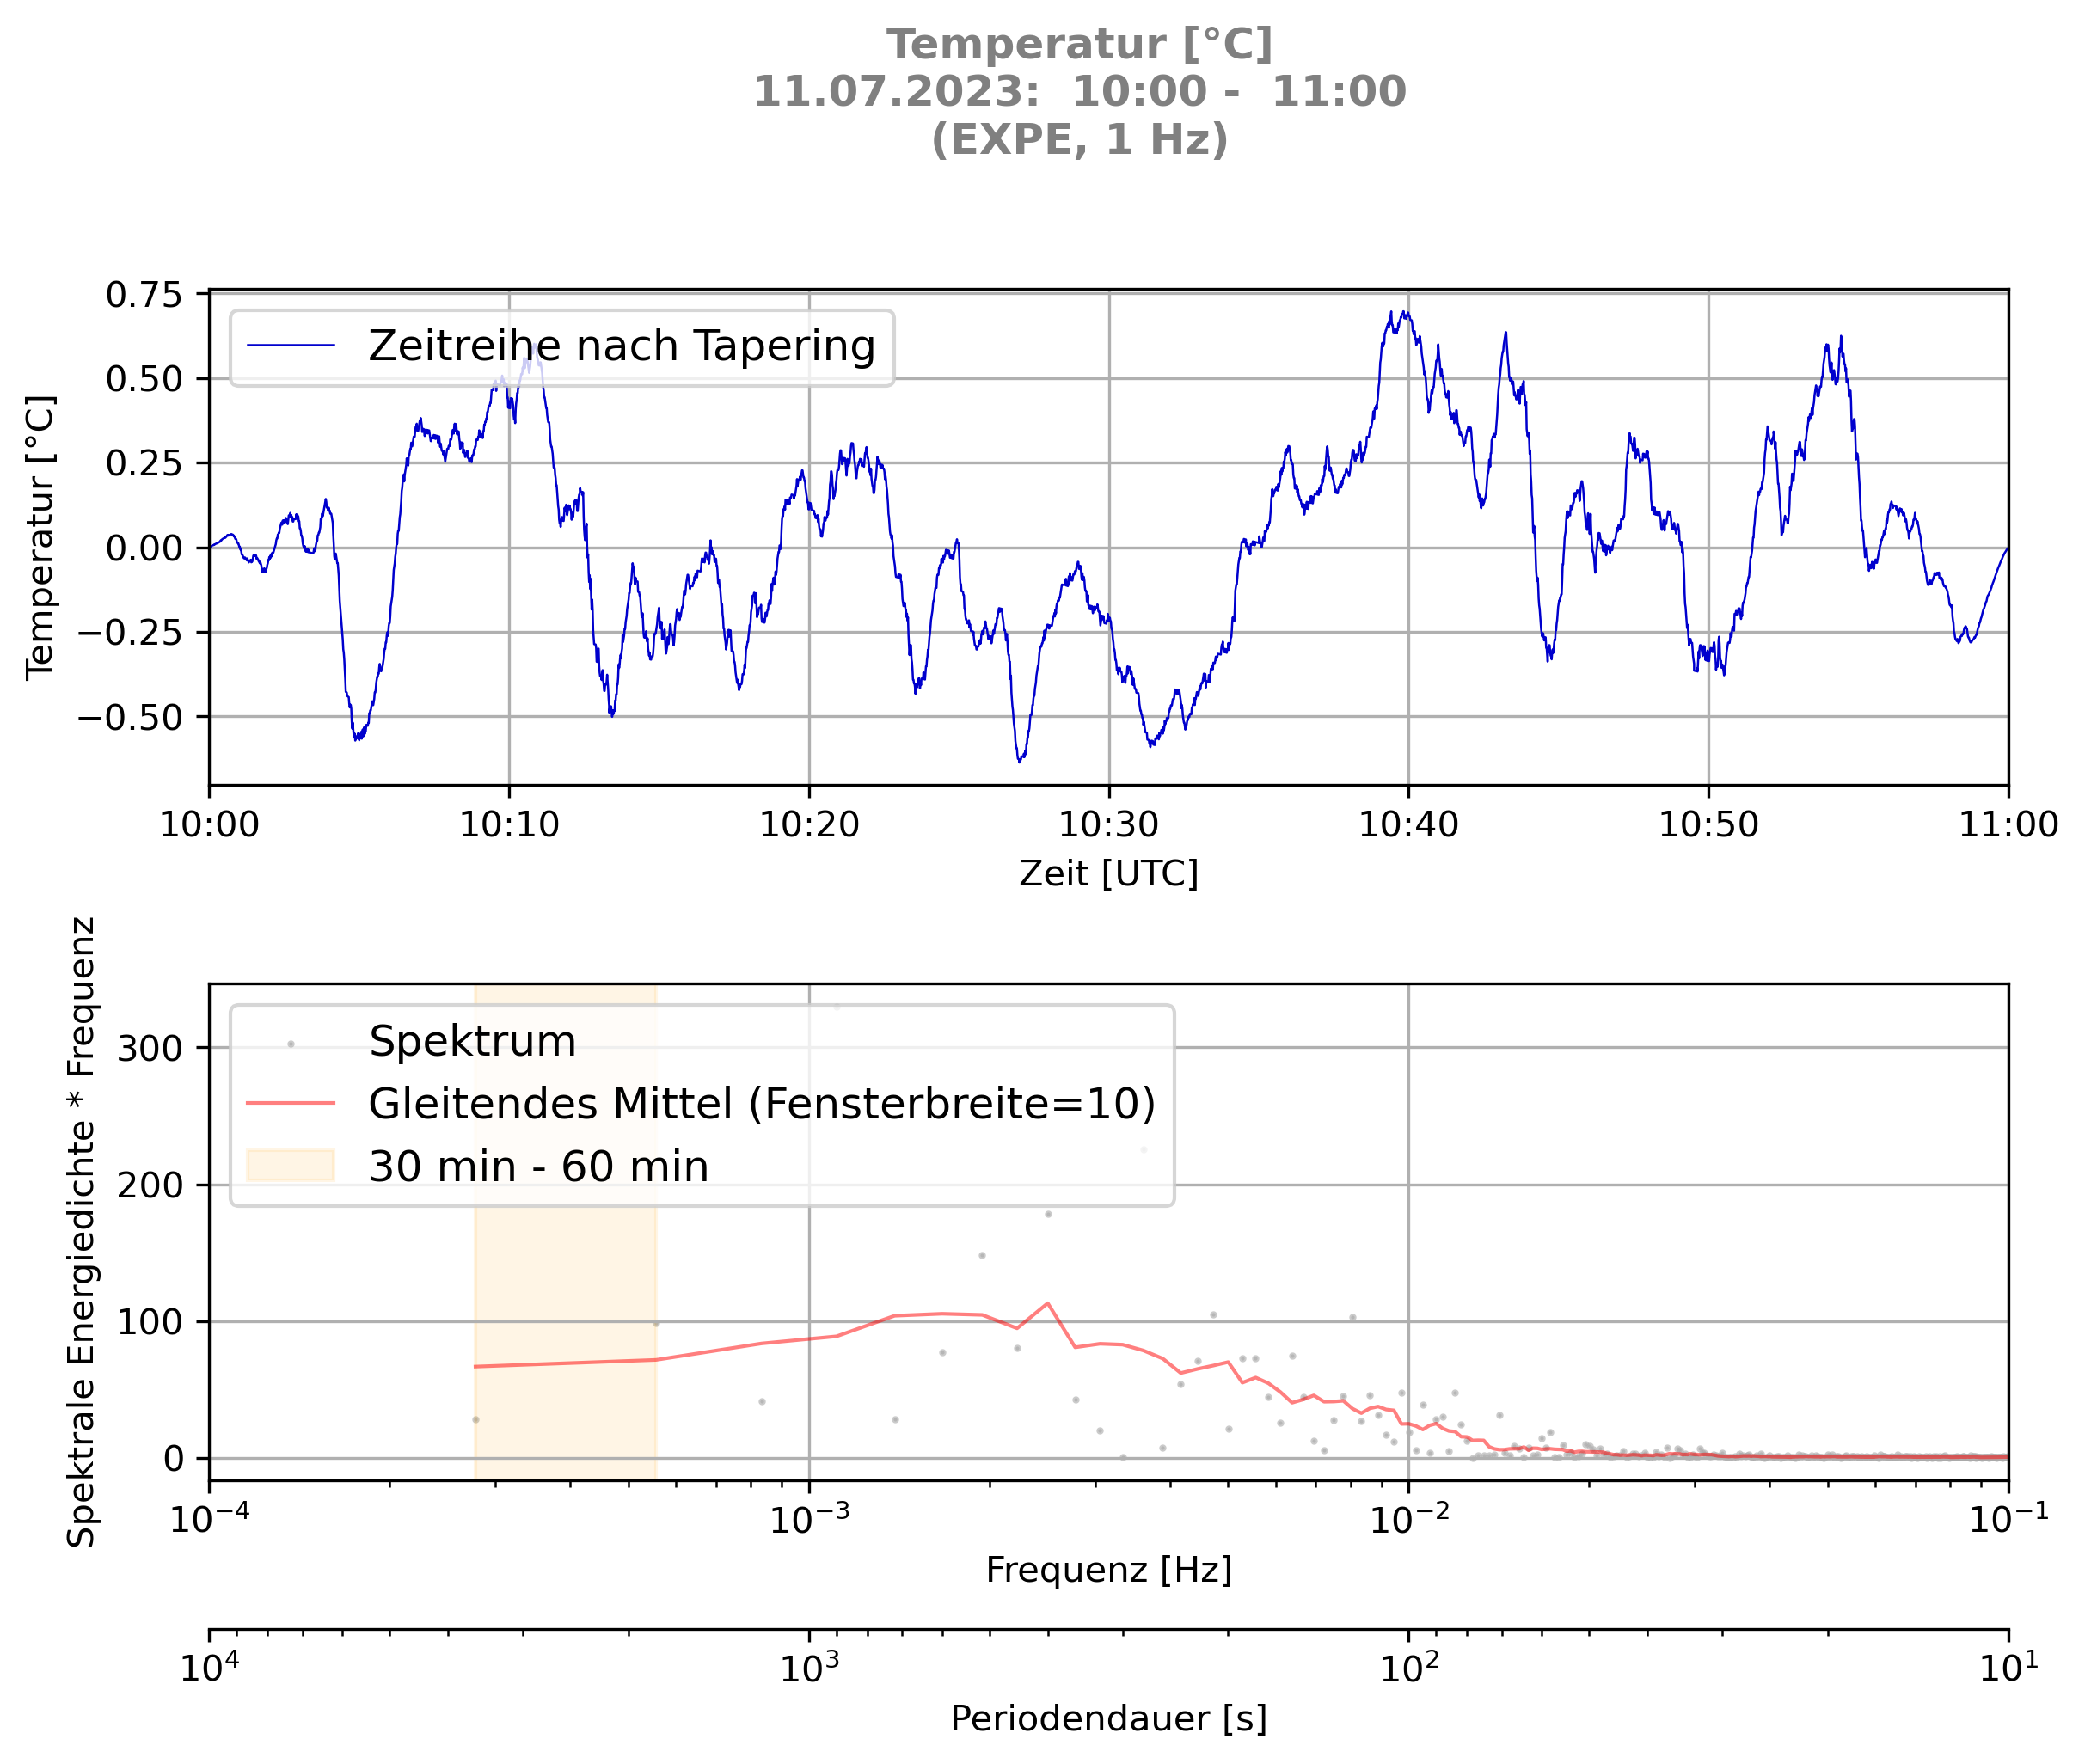 Temperatur [°C]
11.07.2023:  10:00 -  11:00
(EXPE, 1 Hz)
Temperatur [°C]
0.75
0.50
0.25
0.00
−0.25
−0.50
Zeitreihe nach Tapering
10:00 10:10 10:20 10:30 10:40 10:50 11:00
Zeit [UTC]
Spektrale Energiedichte * Frequenz
300
200
100
0
Spektrum
Gleitendes Mittel (Fensterbreite=10)
30 min - 60 min
10⁻⁴ 10⁻³ 10⁻² 10⁻¹
Frequenz [Hz]
10⁴ 10³ 10² 10¹
Periodendauer [s]